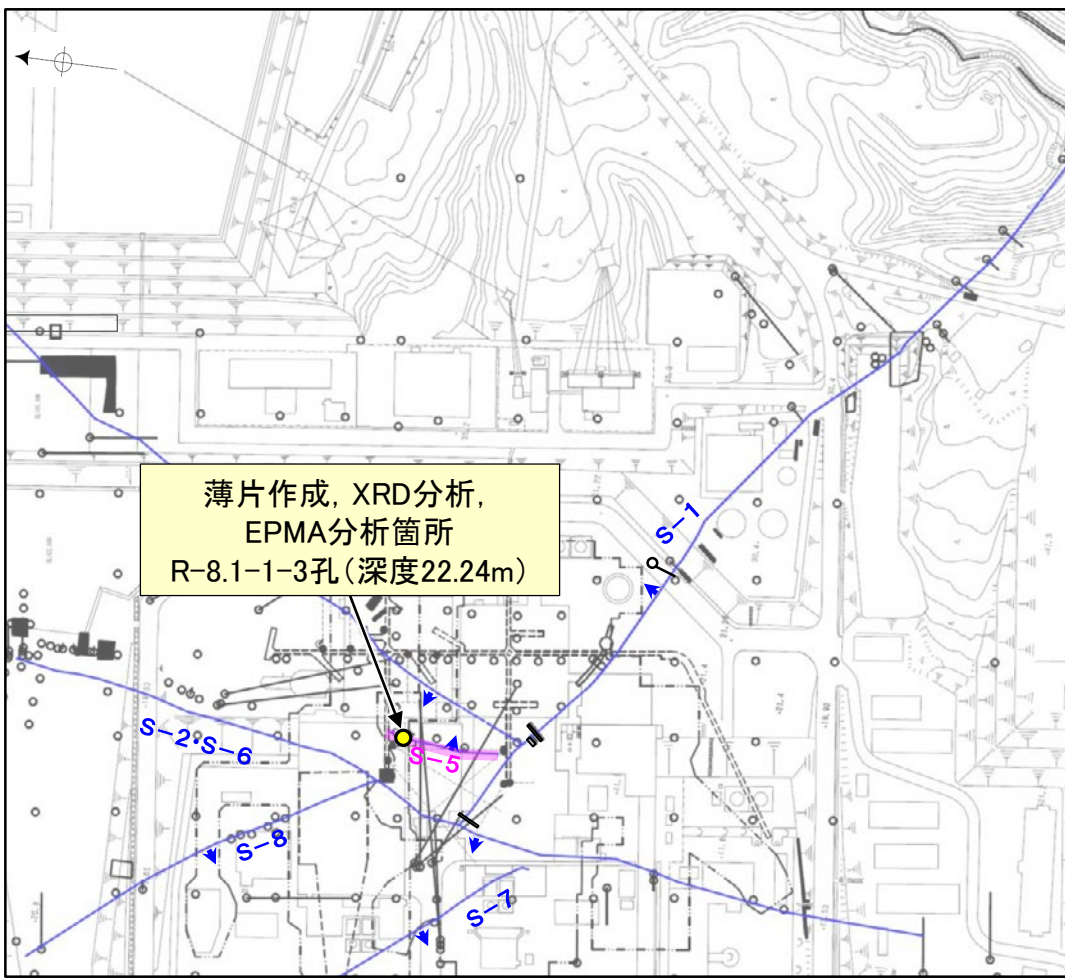 薄片作成, XRD分析,
EPMA分析箇所
R-8.1-1-3孔(深度22.24m)
S-1
S-2・S-6
S-5
S-8
S-7